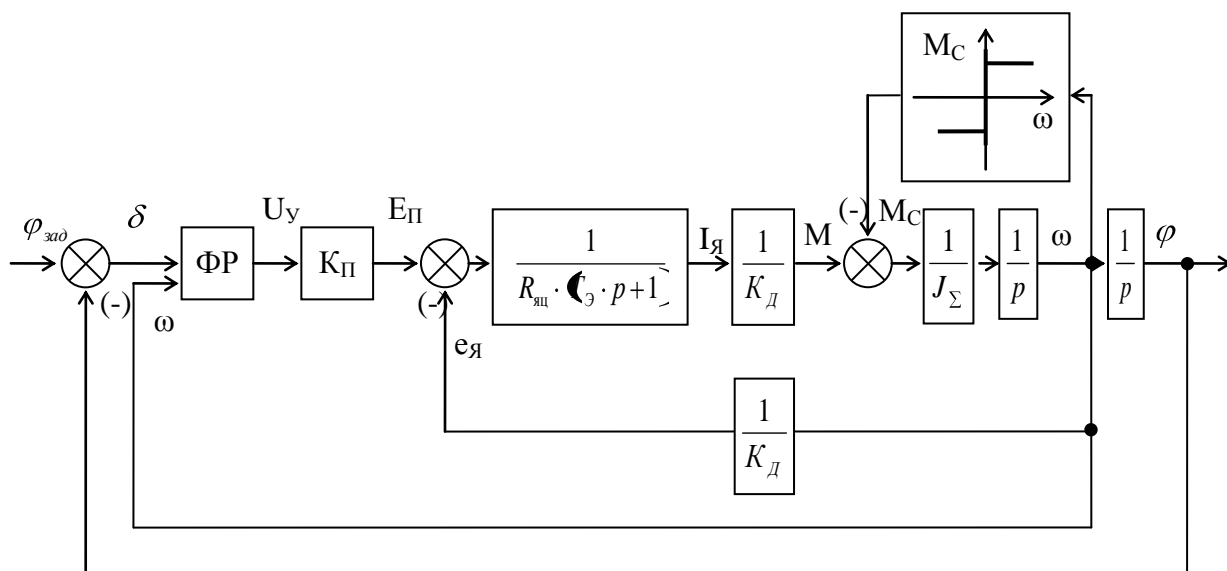 M_C
ω
φ_зад
δ
(-)
ω
ФР
U_У
К_П
E_П
(-)
e_Я
1
R_яц · (T_Э · p + 1)
I_Я
1
К_Д
M
(-)
M_C
1
J_Σ
1
p
ω
1
p
φ
1
К_Д